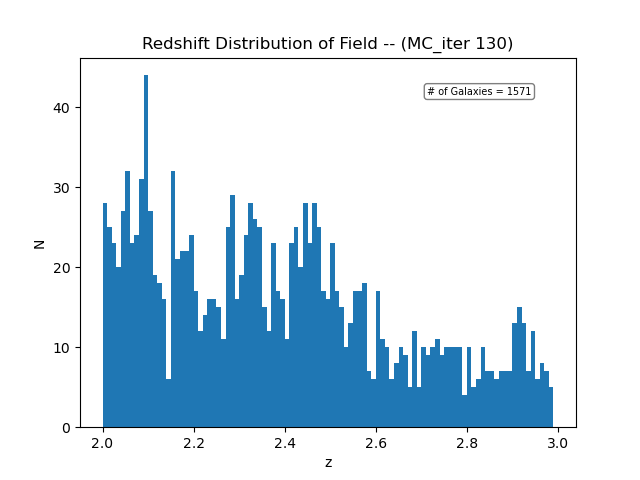 Redshift Distribution of Field -- (MC_iter 130)
# of Galaxies = 1571
40
30
20
10
0
N
2.0 2.2 2.4 2.6 2.8 3.0
z